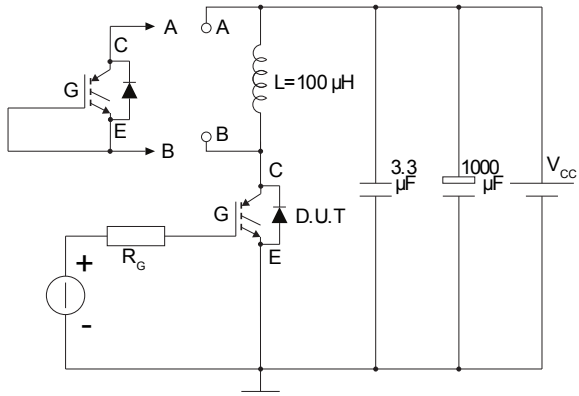 A
A
C
G
L=100 µH
E
B
B
C
3.3
µF
1000
µF
V_CC
G
D.U.T
R_G
E
+
-